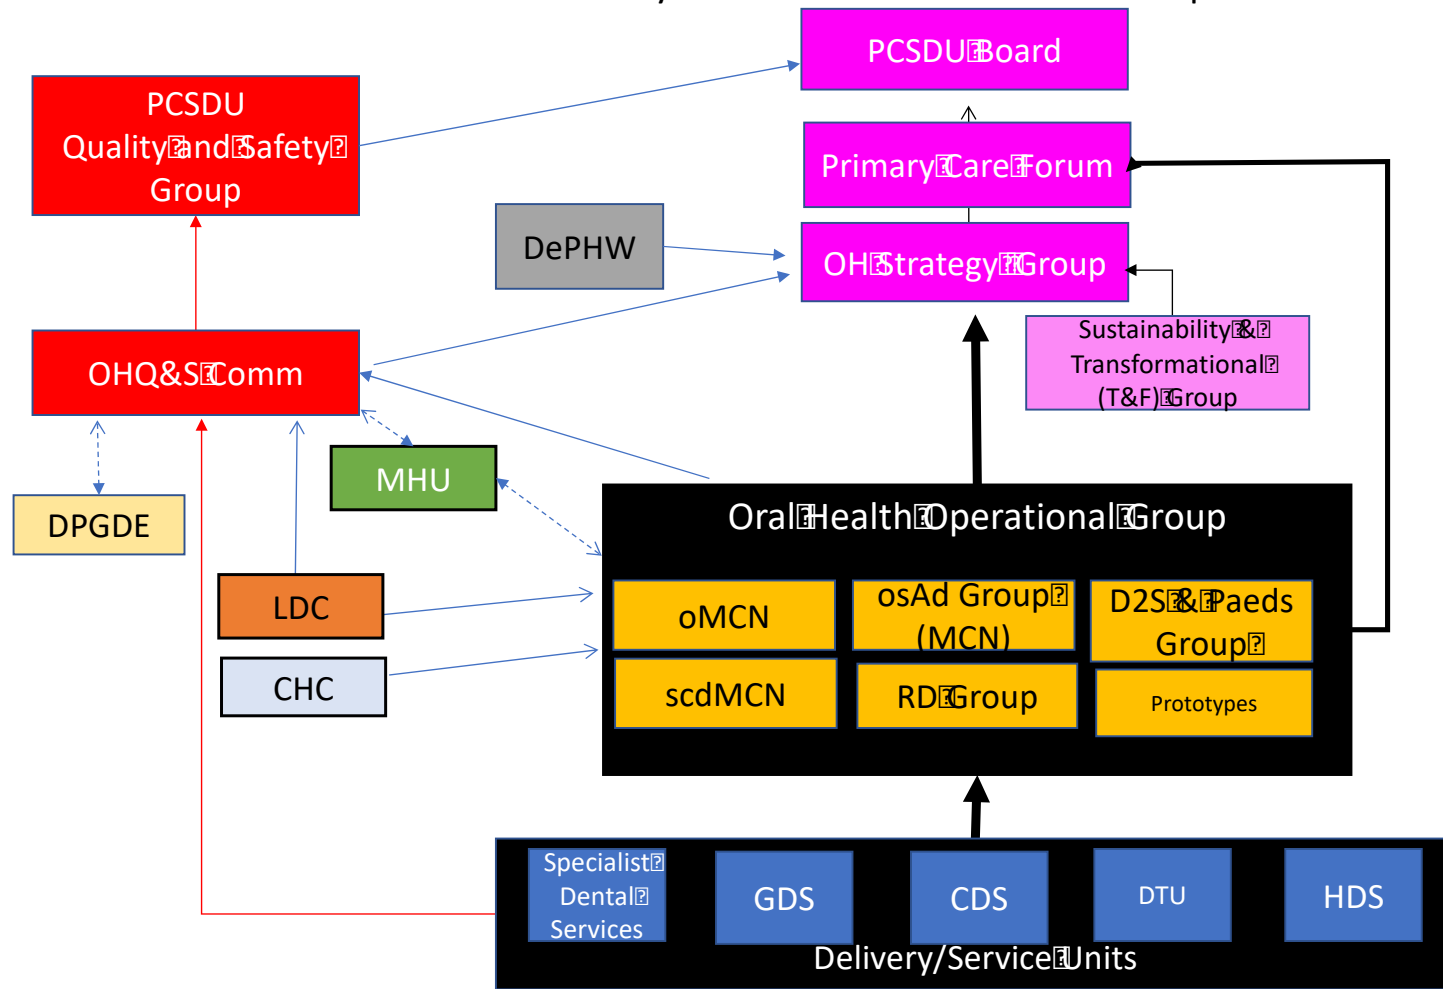 PCSDU Board
PCSDU
Quality and Safety
Group
Primary Care Forum
DePHW
OH Strategy Group
Sustainability &
Transformational
(T&F) Group
OHQ&S Comm
MHU
DPGDE
Oral Health Operational Group
LDC
oMCN
osAd Group
(MCN)
D2S & Paeds
Group
CHC
scdMCN
RD Group
Prototypes
Specialist
Dental
Services
GDS
CDS
DTU
HDS
Delivery/Service Units